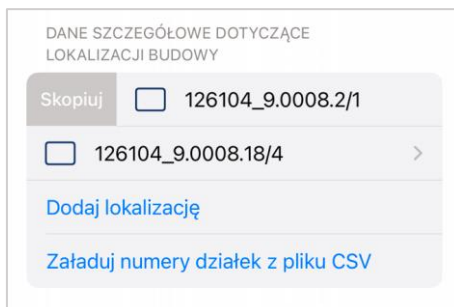 DANE SZCZEGÓŁOWE DOTYCZĄCE
LOKALIZACJI BUDOWY
Skopiuj 126104_9.0008.2/1
126104_9.0008.18/4
Dodaj lokalizację
Załaduj numery działek z pliku CSV